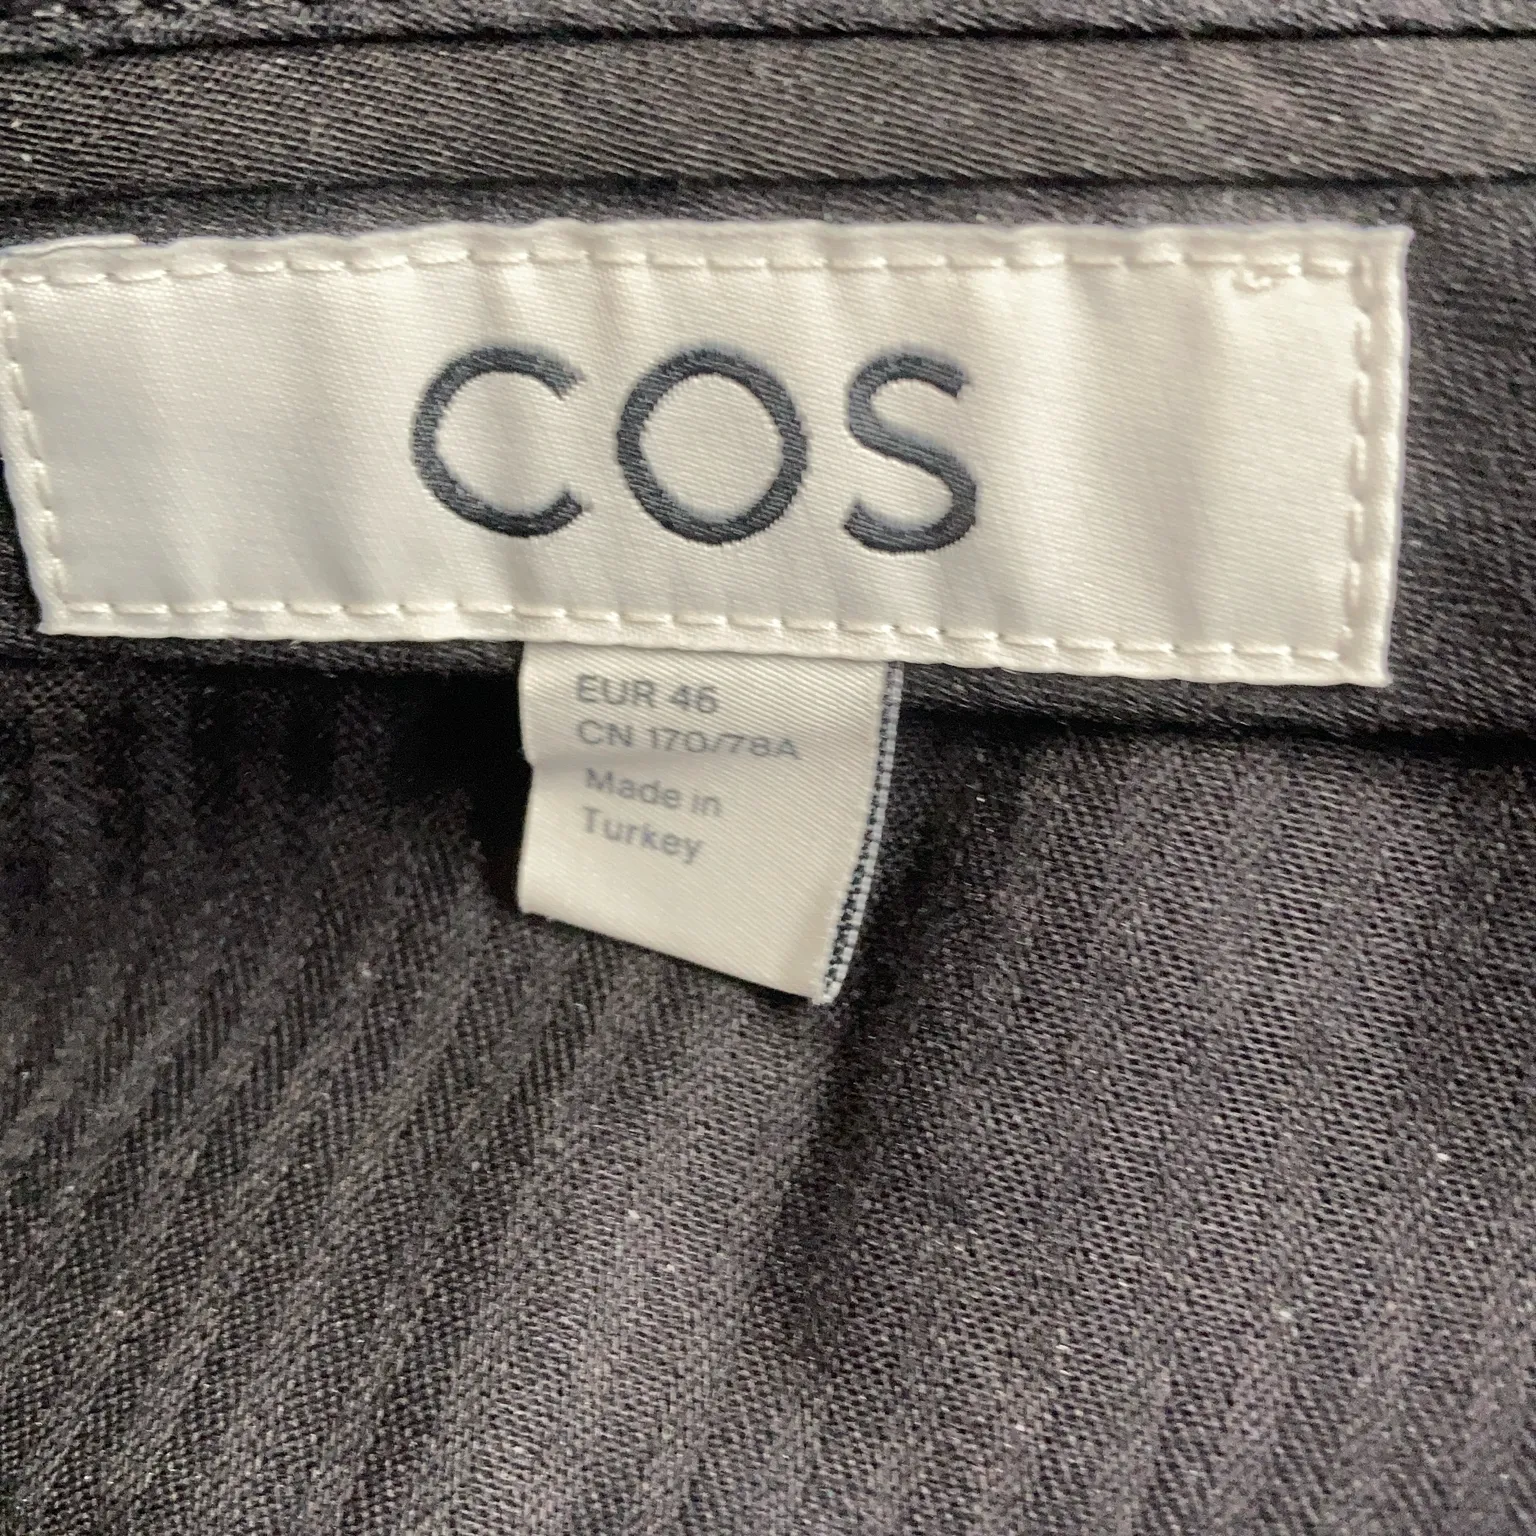 COS
EUR 46
CN 170/78A
Made in
Turkey